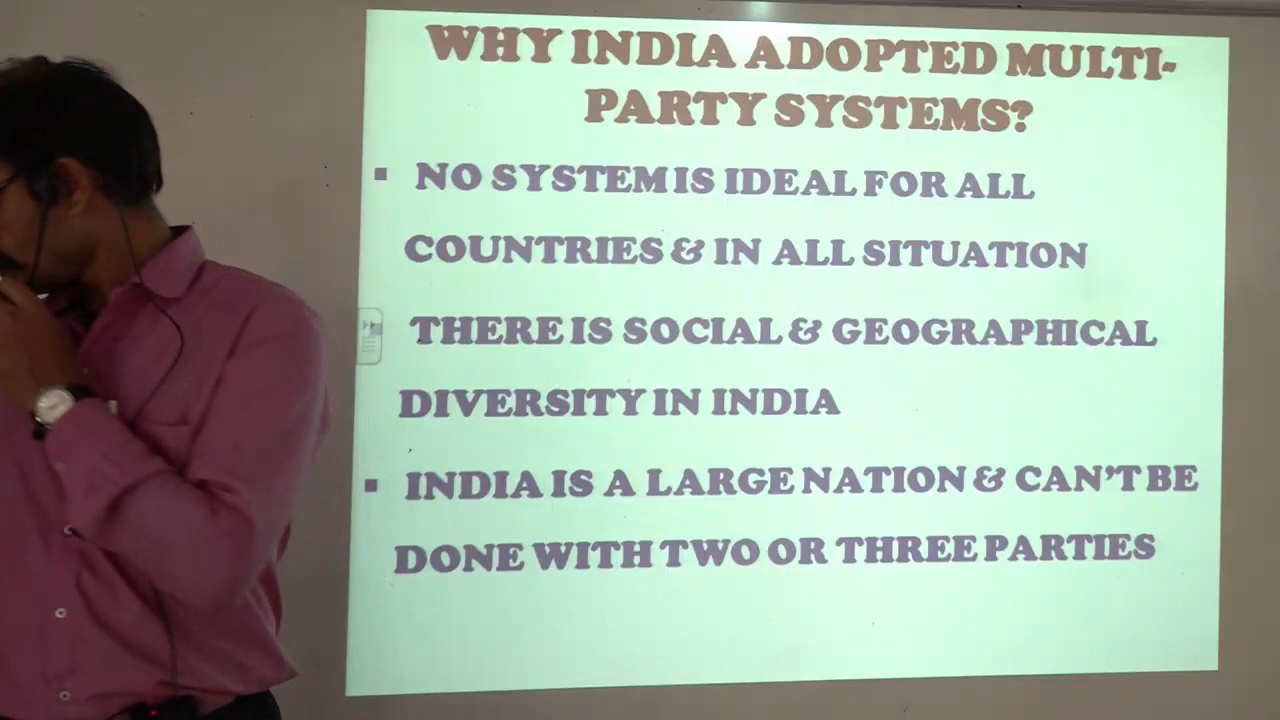 WHY INDIA ADOPTED MULTI-
PARTY SYSTEMS?
▪ NO SYSTEM IS IDEAL FOR ALL
COUNTRIES & IN ALL SITUATION
THERE IS SOCIAL & GEOGRAPHICAL
DIVERSITY IN INDIA
▪ INDIA IS A LARGE NATION & CAN'T BE
DONE WITH TWO OR THREE PARTIES